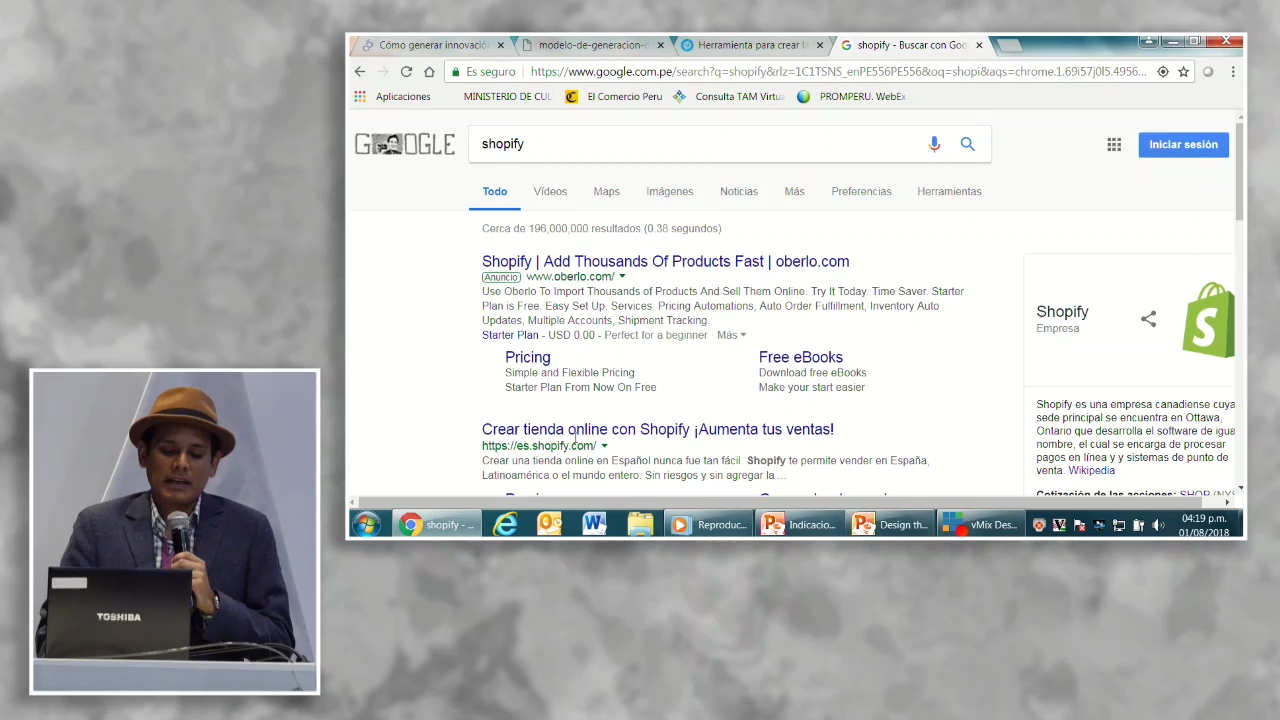 Cómo generar innovació
modelo-de-generacion-
Herramienta para crear l
shopify - Buscar con Go
Es seguro
https://www.google.com.pe/search?q=shopify&rlz=1C1TSNS_enPE556PE556&oq=shopi&aqs=chrome.1.69i57j0l5.4956...
Aplicaciones
MINISTERIO DE CUL
El Comercio Peru
Consulta TAM Virtua
PROMPERU. WebEx
GOOGLE
shopify
Iniciar sesión
Todo
Vídeos
Maps
Imágenes
Noticias
Más
Preferencias
Herramientas
Cerca de 196,000,000 resultados (0.38 segundos)
Shopify | Add Thousands Of Products Fast | oberlo.com
Anuncio www.oberlo.com/
Use Oberlo To Import Thousands of Products And Sell Them Online. Try It Today. Time Saver. Starter
Plan is Free. Easy Set Up. Services. Pricing Automations, Auto Order Fulfillment, Inventory Auto
Updates, Multiple Accounts, Shipment Tracking.
Starter Plan - USD 0.00 - Perfect for a beginner · Más
Pricing
Simple and Flexible Pricing.
Starter Plan From Now On Free
Free eBooks
Download free eBooks
Make your start easier
Crear tienda online con Shopify ¡Aumenta tus ventas!
https://es.shopify.com/
Crear una tienda online en Español nunca fue tan fácil. Shopify te permite vender en España,
Latinoamérica o el mundo entero. Sin riesgos y sin agregar la ...
Shopify
Empresa
Shopify es una empresa canadiense cuya
sede principal se encuentra en Ottawa,
Ontario que desarrolla el software de igua
nombre, el cual se encarga de procesar
pagos en línea y y sistemas de punto de
venta. Wikipedia
Cotización de las acciones: SHOP (NYS
shopify - ...
Reproduc...
Indicacio...
Design th...
vMix Des...
04:19 p.m.
01/08/2018
TOSHIBA